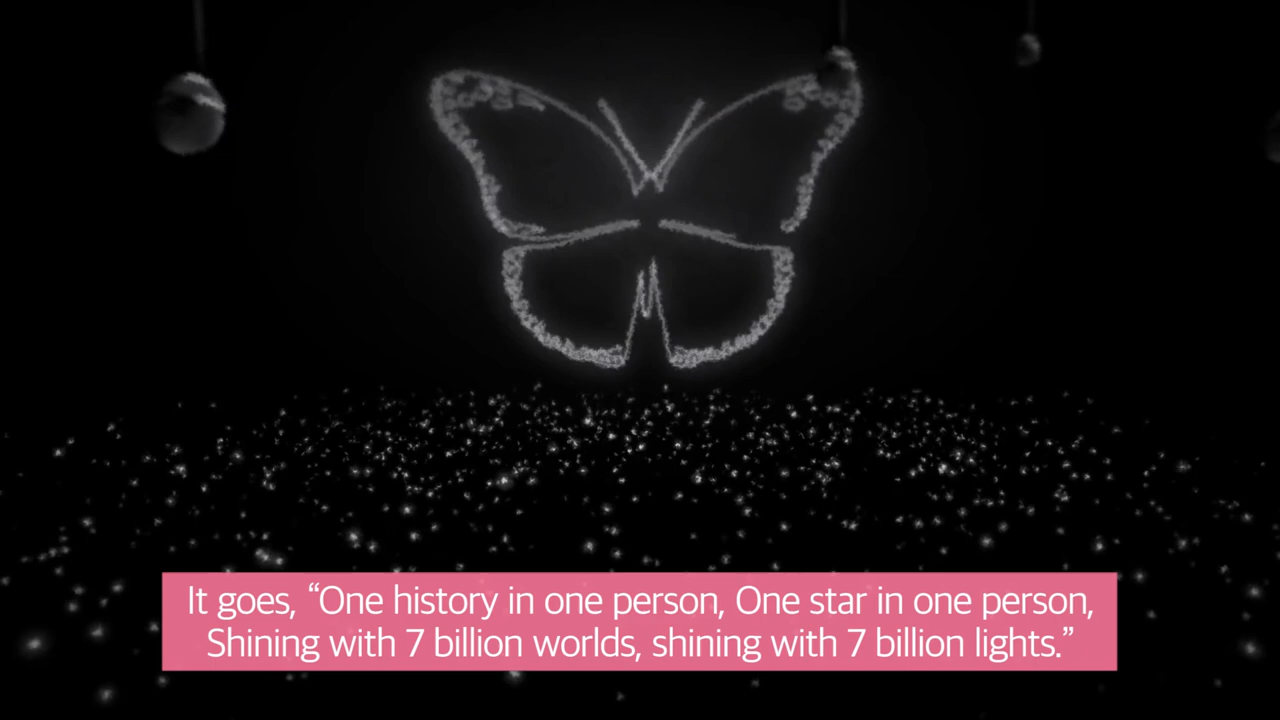 It goes, “One history in one person, One star in one person,
Shining with 7 billion worlds, shining with 7 billion lights.”